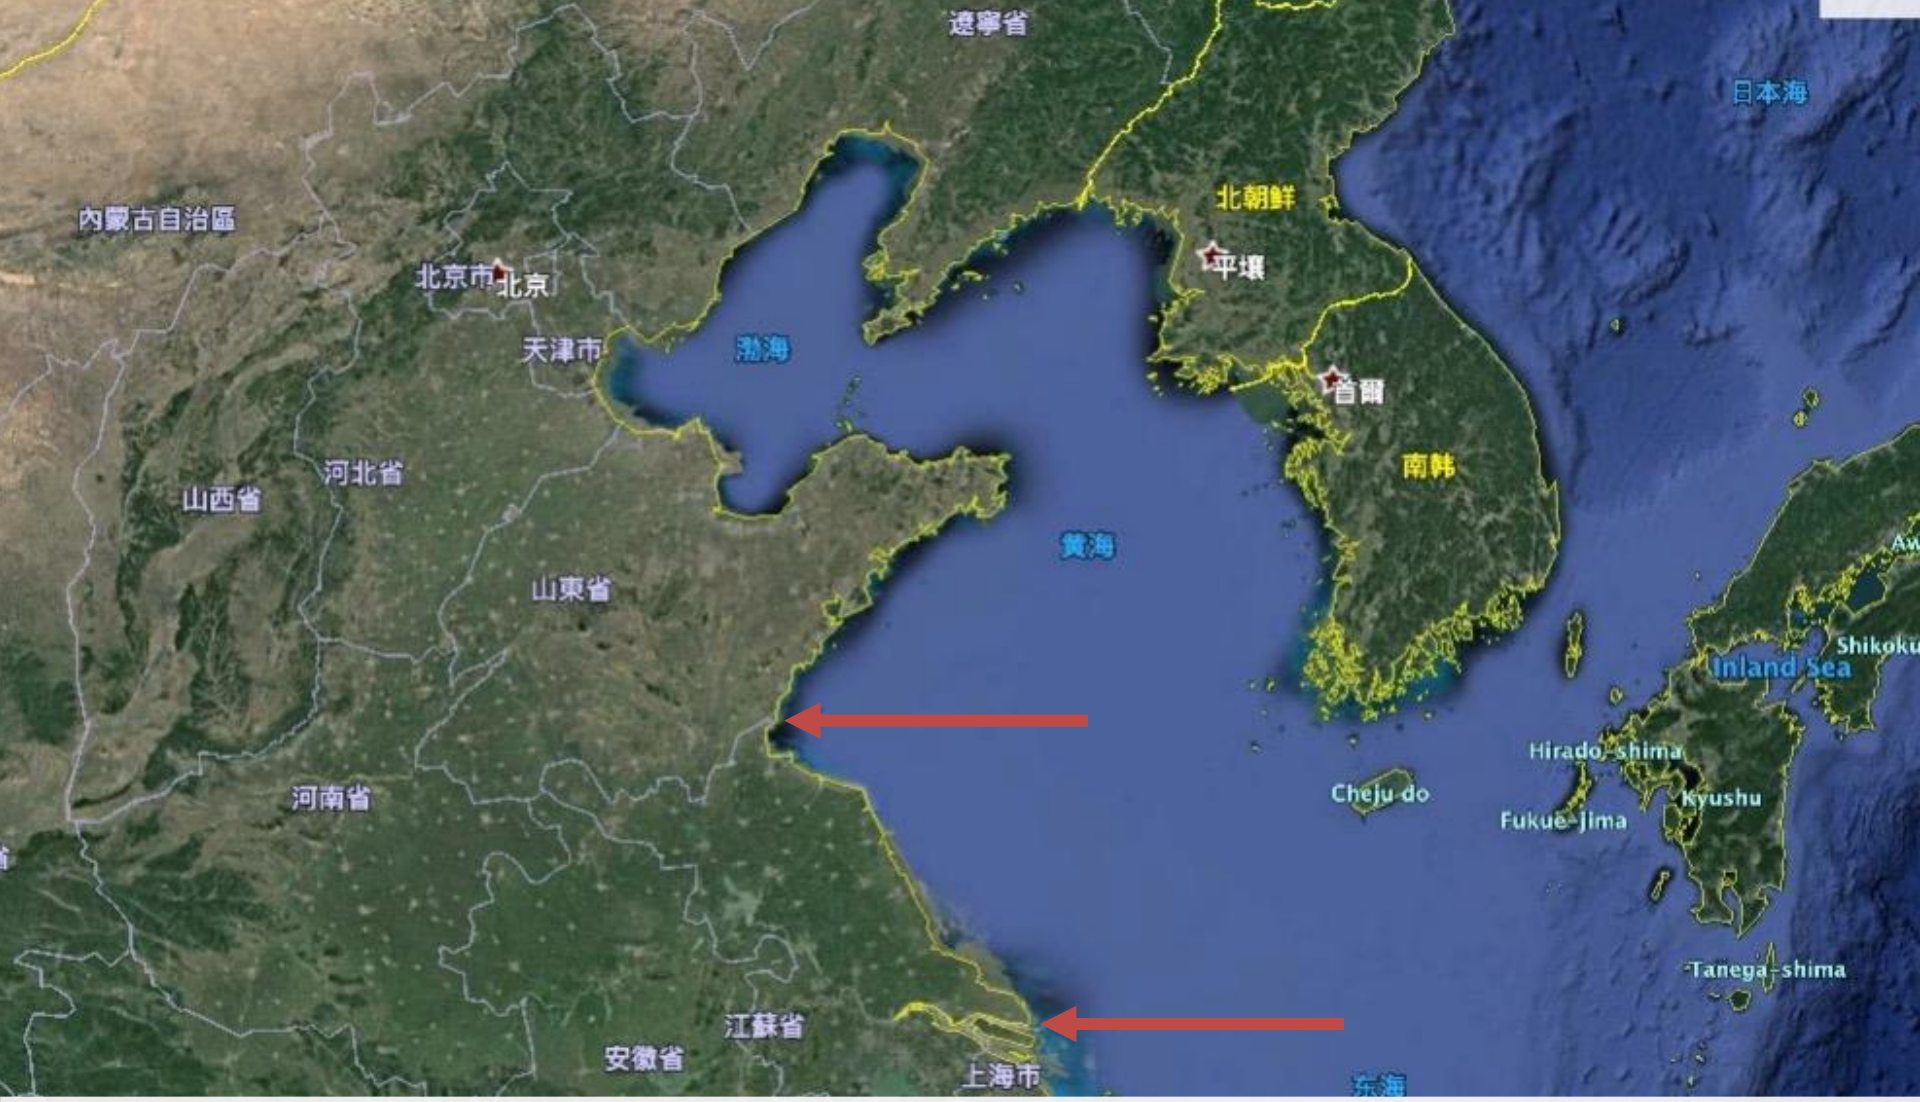 遼寧省
日本海
北朝鮮
內蒙古自治區
平壤
北京市
北京
天津市
渤海
首爾
南韩
河北省
山西省
黄海
山東省
Shikoku
Inland Sea
Hirado-shima
Cheju do
Kyushu
河南省
Fukue-jima
Tanega-shima
江蘇省
安徽省
上海市
东海